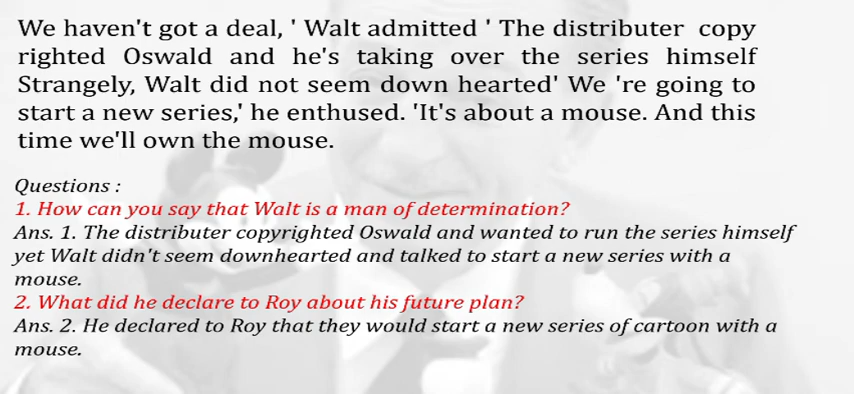 We haven't got a deal, ' Walt admitted ' The distributer copy
righted Oswald and he's taking over the series himself
Strangely, Walt did not seem down hearted' We 're going to
start a new series,' he enthused. 'It's about a mouse. And this
time we'll own the mouse.
Questions :
1. How can you say that Walt is a man of determination?
Ans. 1. The distributer copyrighted Oswald and wanted to run the series himself
yet Walt didn't seem downhearted and talked to start a new series with a
mouse.
2. What did he declare to Roy about his future plan?
Ans. 2. He declared to Roy that they would start a new series of cartoon with a
mouse.